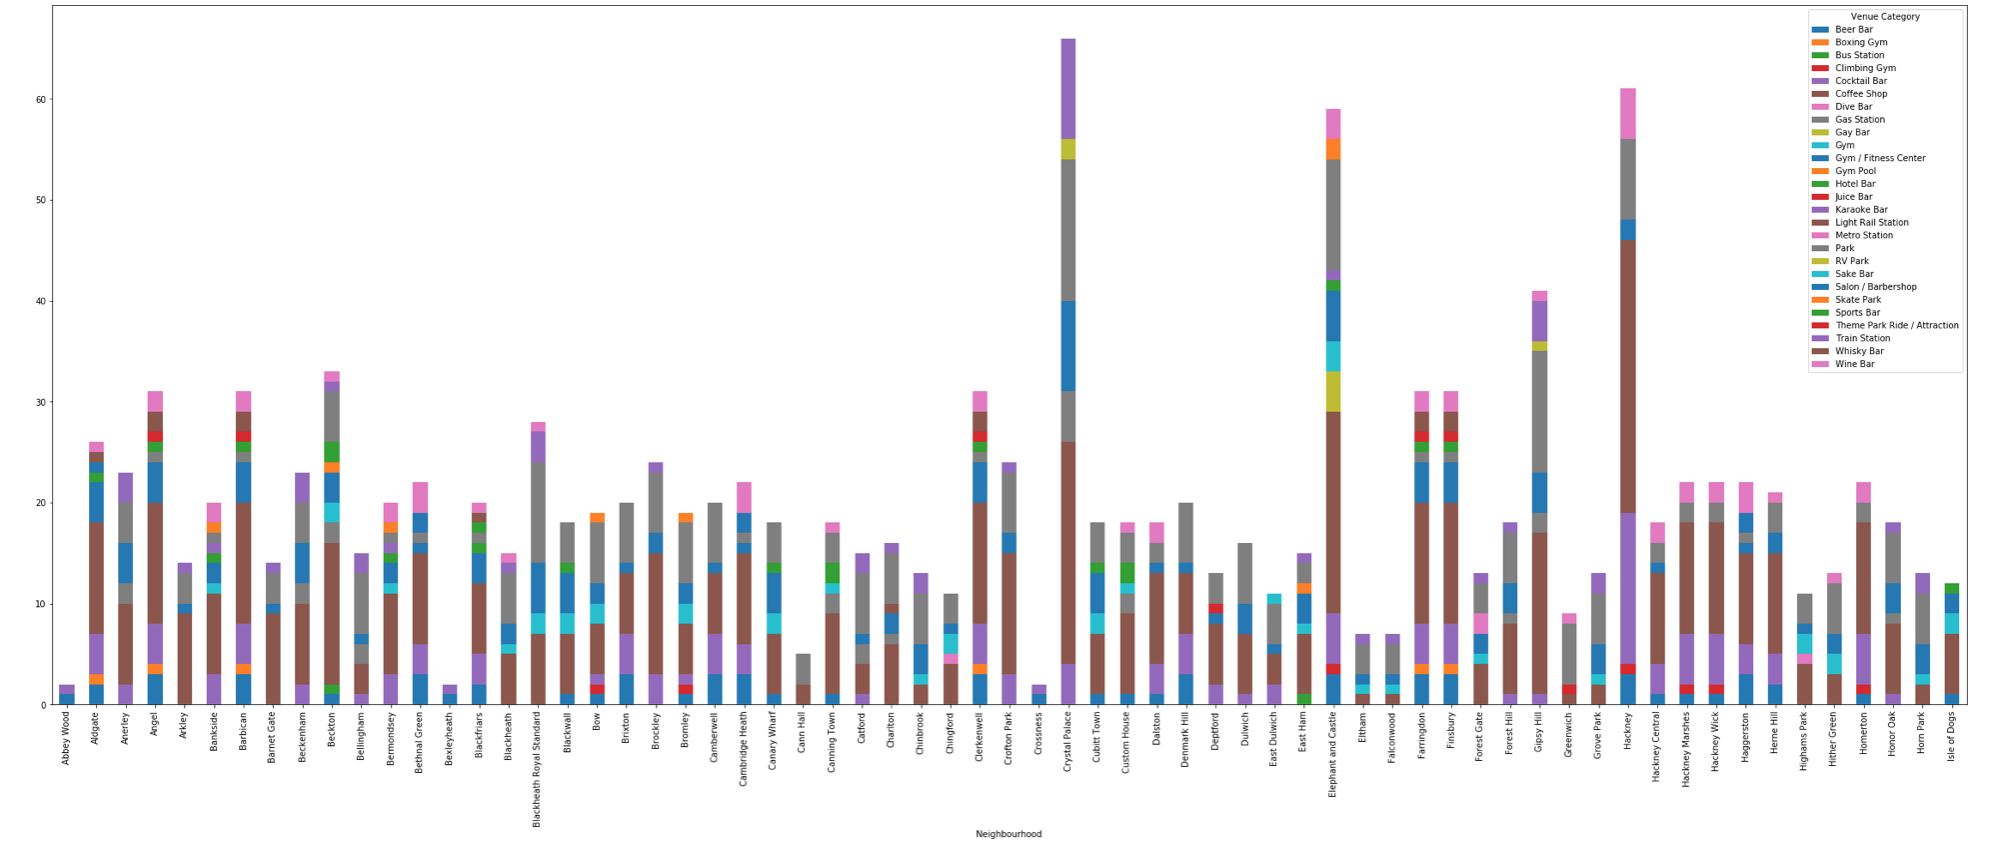 Venue Category
Beer Bar
Boxing Gym
Bus Station
Climbing Gym
Cocktail Bar
Coffee Shop
Dive Bar
Gas Station
Gay Bar
Gym
Gym / Fitness Center
Gym Pool
Hotel Bar
Juice Bar
Karaoke Bar
Light Rail Station
Metro Station
Park
RV Park
Sake Bar
Salon / Barbershop
Skate Park
Sports Bar
Theme Park Ride / Attraction
Train Station
Whisky Bar
Wine Bar
60
50
40
30
20
10
0
Abbey Wood
Aldgate
Anerley
Angel
Arkley
Bankside
Barbican
Barnet Gate
Beckenham
Beckton
Bellingham
Bermondsey
Bethnal Green
Bexleyheath
Blackfriars
Blackheath
Blackheath Royal Standard
Blackwall
Bow
Brixton
Brockley
Bromley
Camberwell
Cambridge Heath
Canary Wharf
Cann Hall
Canning Town
Catford
Charlton
Chinbrook
Chingford
Clerkenwell
Crofton Park
Crossness
Crystal Palace
Cubitt Town
Custom House
Dalston
Denmark Hill
Deptford
Dulwich
East Dulwich
East Ham
Elephant and Castle
Eltham
Falconwood
Farringdon
Finsbury
Forest Gate
Forest Hill
Gipsy Hill
Greenwich
Grove Park
Hackney
Hackney Central
Hackney Marshes
Hackney Wick
Haggerston
Herne Hill
Highams Park
Hither Green
Homerton
Honor Oak
Horn Park
Isle of Dogs
Neighbourhood